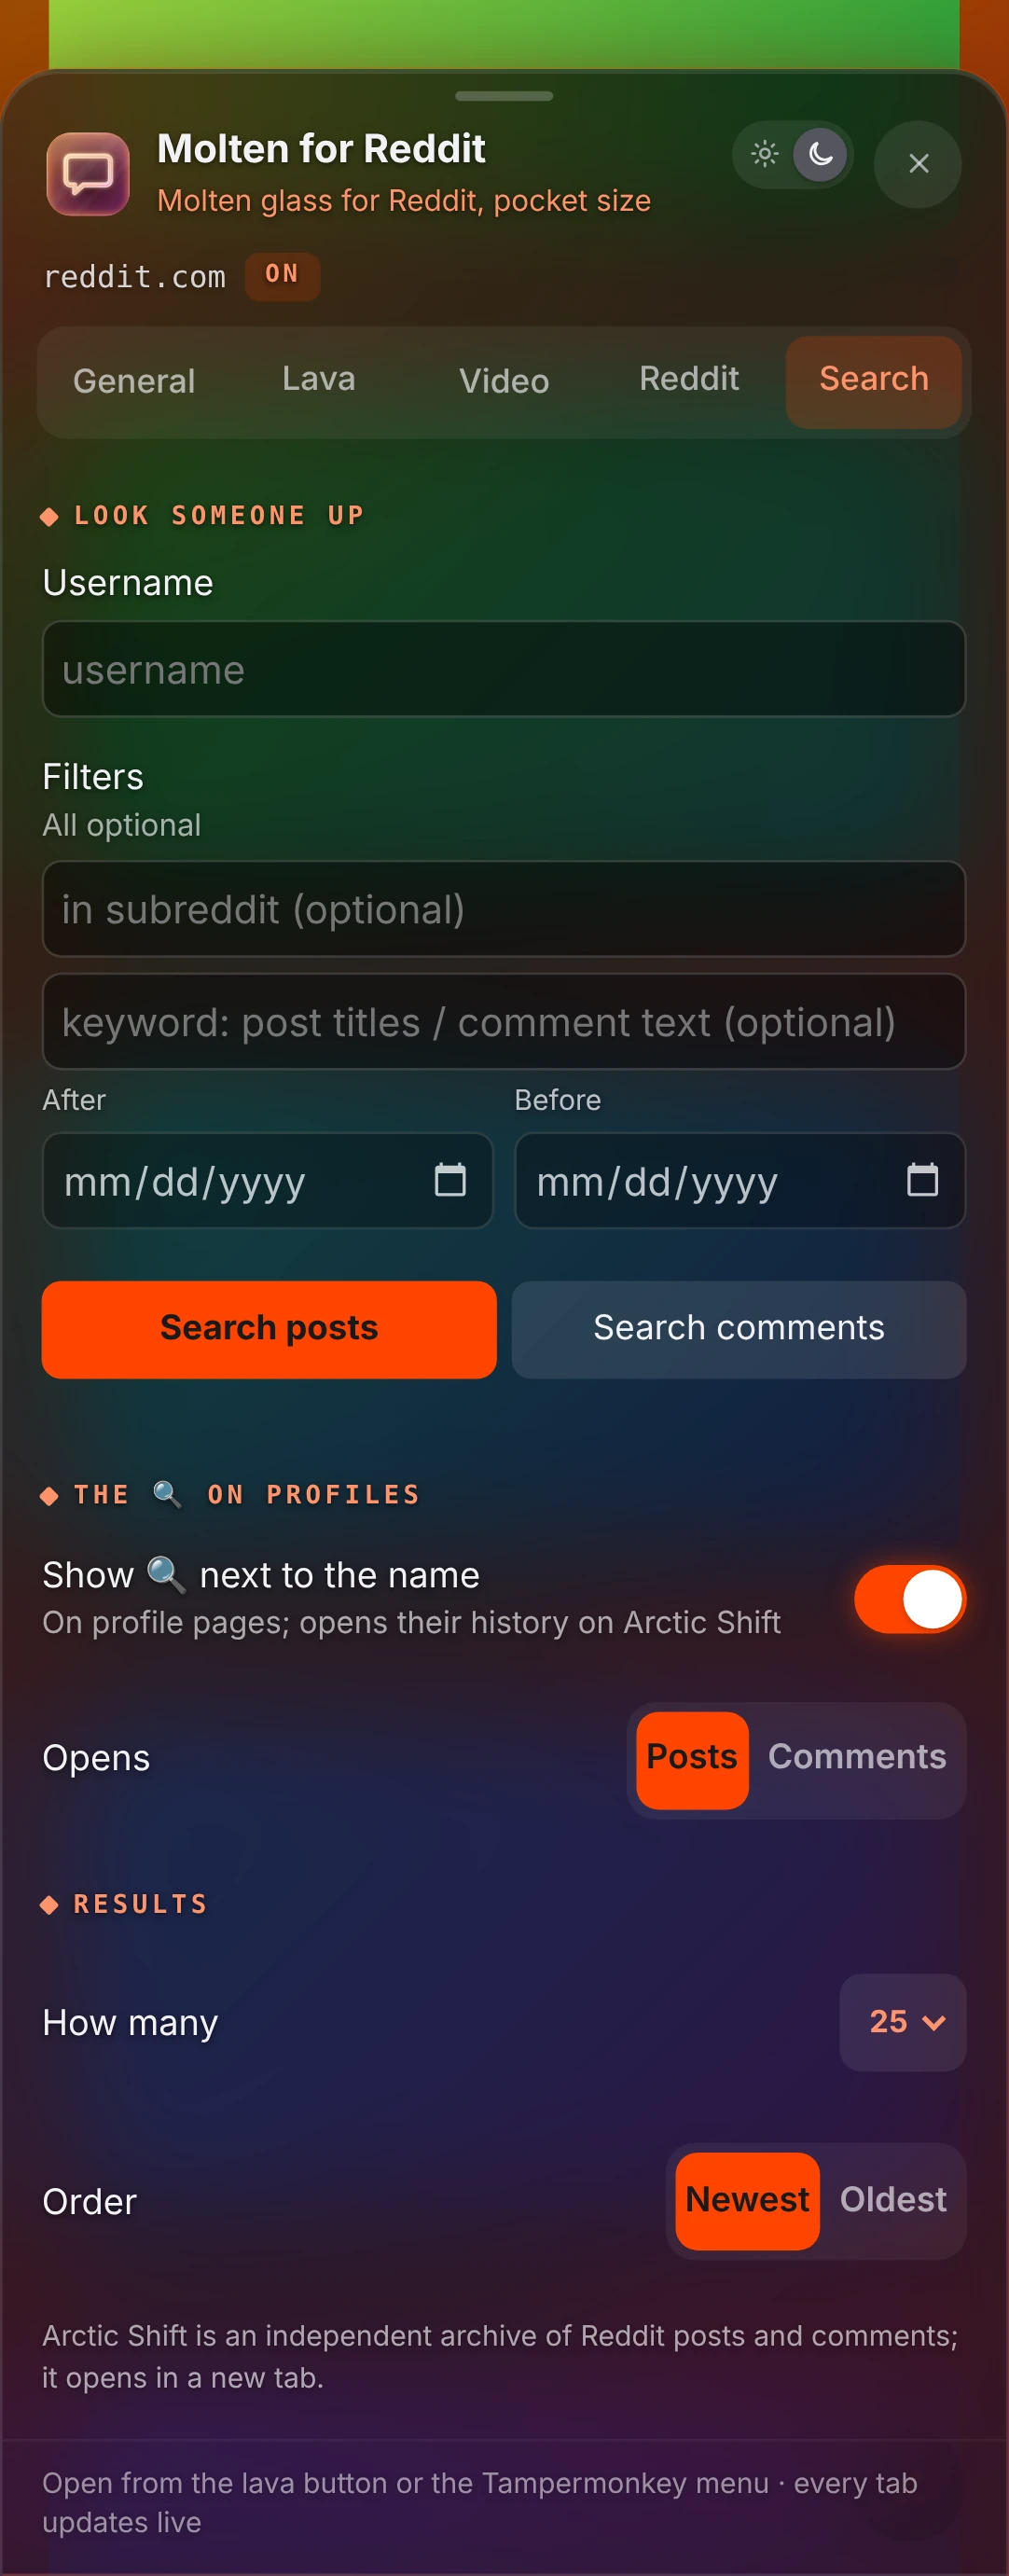 Molten for Reddit
Molten glass for Reddit, pocket size
reddit.com ON
General Lava Video Reddit Search
LOOK SOMEONE UP
Username
username
Filters
All optional
in subreddit (optional)
keyword: post titles / comment text (optional)
After Before
mm/dd/yyyy mm/dd/yyyy
Search posts Search comments
THE 🔍 ON PROFILES
Show 🔍 next to the name
On profile pages; opens their history on Arctic Shift
Opens Posts Comments
RESULTS
How many 25
Order Newest Oldest
Arctic Shift is an independent archive of Reddit posts and comments;
it opens in a new tab.
Open from the lava button or the Tampermonkey menu · every tab
updates live